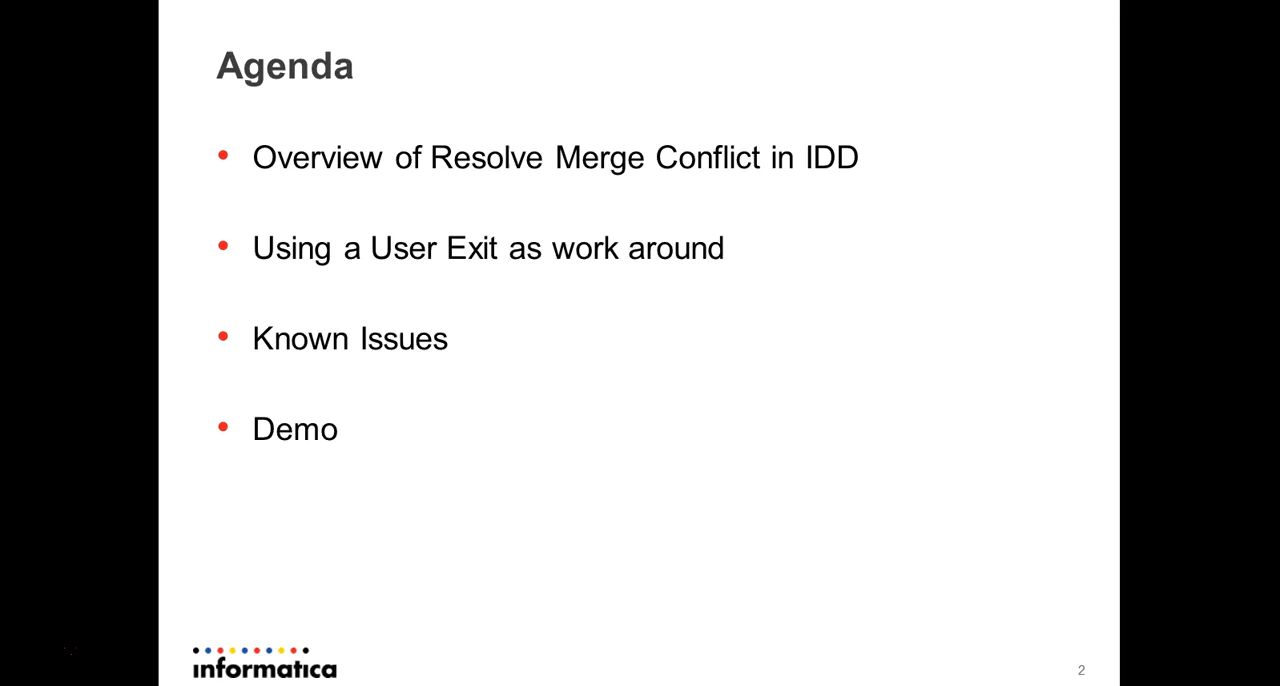 Agenda
• Overview of Resolve Merge Conflict in IDD
• Using a User Exit as work around
• Known Issues
• Demo
informatica
2